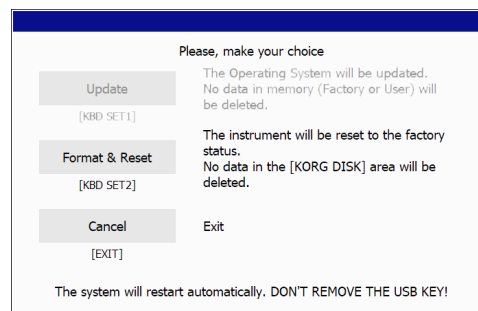 Please, make your choice
Update
[KBD SET1]
The Operating System will be updated.
No data in memory (Factory or User) will
be deleted.
Format & Reset
[KBD SET2]
The instrument will be reset to the factory
status.
No data in the [KORG DISK] area will be
deleted.
Cancel
[EXIT]
Exit
The system will restart automatically. DON'T REMOVE THE USB KEY!